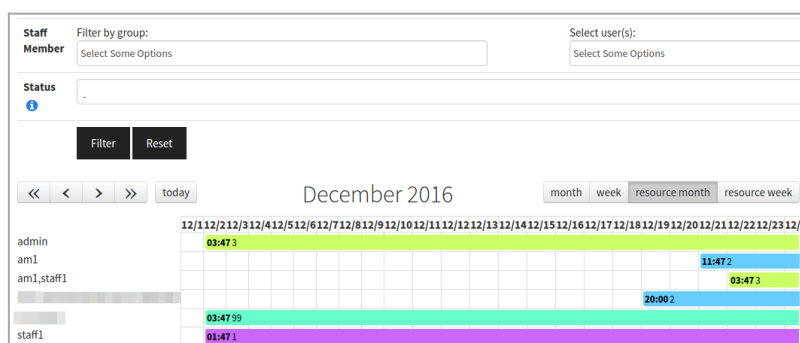 Staff Member
Filter by group:
Select user(s):
Select Some Options
Select Some Options
Status
-
Filter
Reset
today
December 2016
month
week
resource month
resource week
12/1 12/2 12/3 12/4 12/5 12/6 12/7 12/8 12/9 12/10 12/11 12/12 12/13 12/14 12/15 12/16 12/17 12/18 12/19 12/20 12/21 12/22 12/23 12/
admin
03:47 3
am1
11:47 2
am1,staff1
03:47 3
20:00 2
03:47 99
staff1
01:47 1